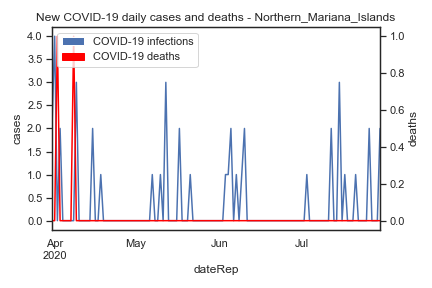 New COVID-19 daily cases and deaths - Northern_Mariana_Islands
COVID-19 infections
COVID-19 deaths
4.0
3.5
3.0
2.5
2.0
1.5
1.0
0.5
0.0
cases
1.0
0.8
0.6
0.4
0.2
0.0
deaths
Apr
2020
May
Jun
Jul
dateRep